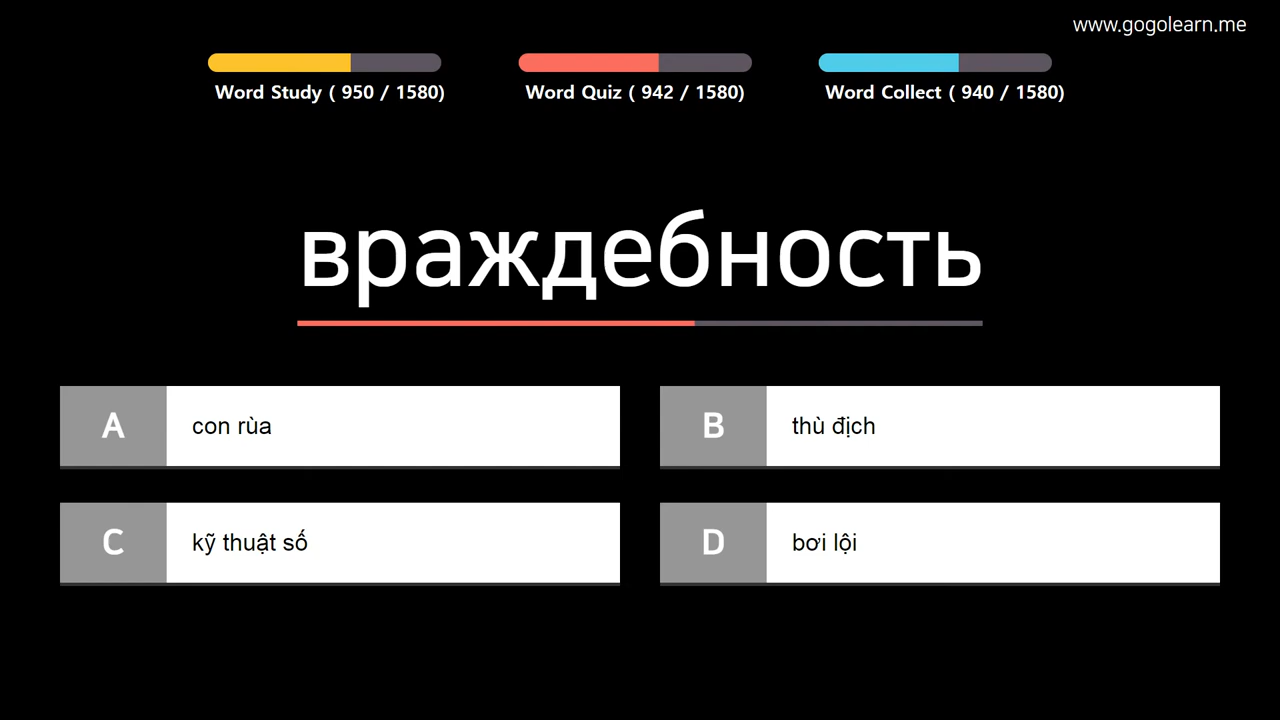 www.gogolearn.me
Word Study ( 950 / 1580)
Word Quiz ( 942 / 1580)
Word Collect ( 940 / 1580)
враждебность
A con rùa
B thù địch
C kỹ thuật số
D bơi lội